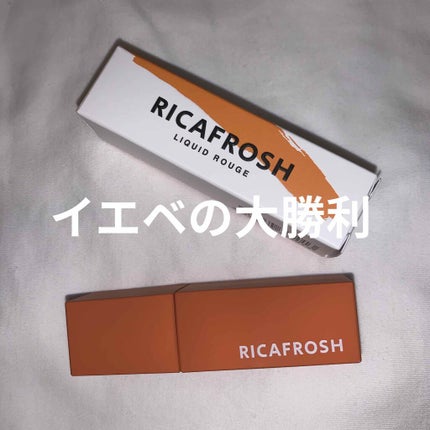 RICAFROSH
LIQUID ROUGE
イエベの大勝利
RICAFROSH